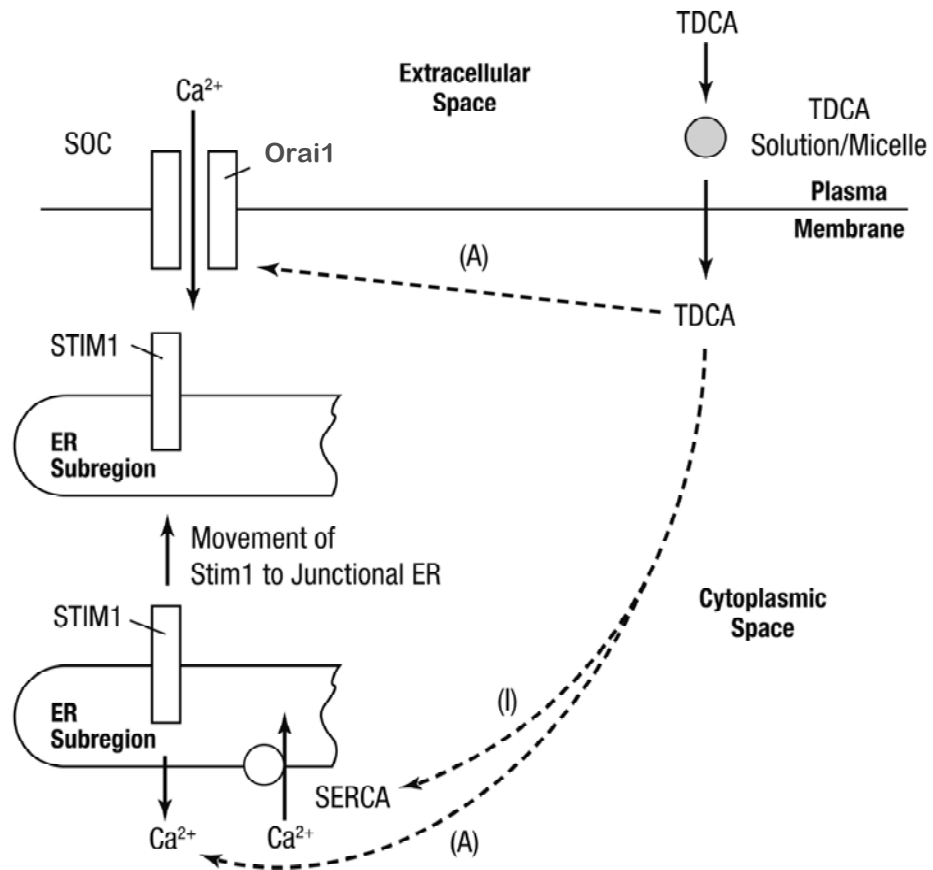 TDCA
Extracellular
Space
Ca²⁺
TDCA
Solution/Micelle
SOC
Orai1
Plasma
Membrane
(A)
TDCA
STIM1
ER
Subregion
Movement of
Stim1 to Junctional ER
STIM1
Cytoplasmic
Space
ER
Subregion
(I)
SERCA
Ca²⁺
Ca²⁺
(A)